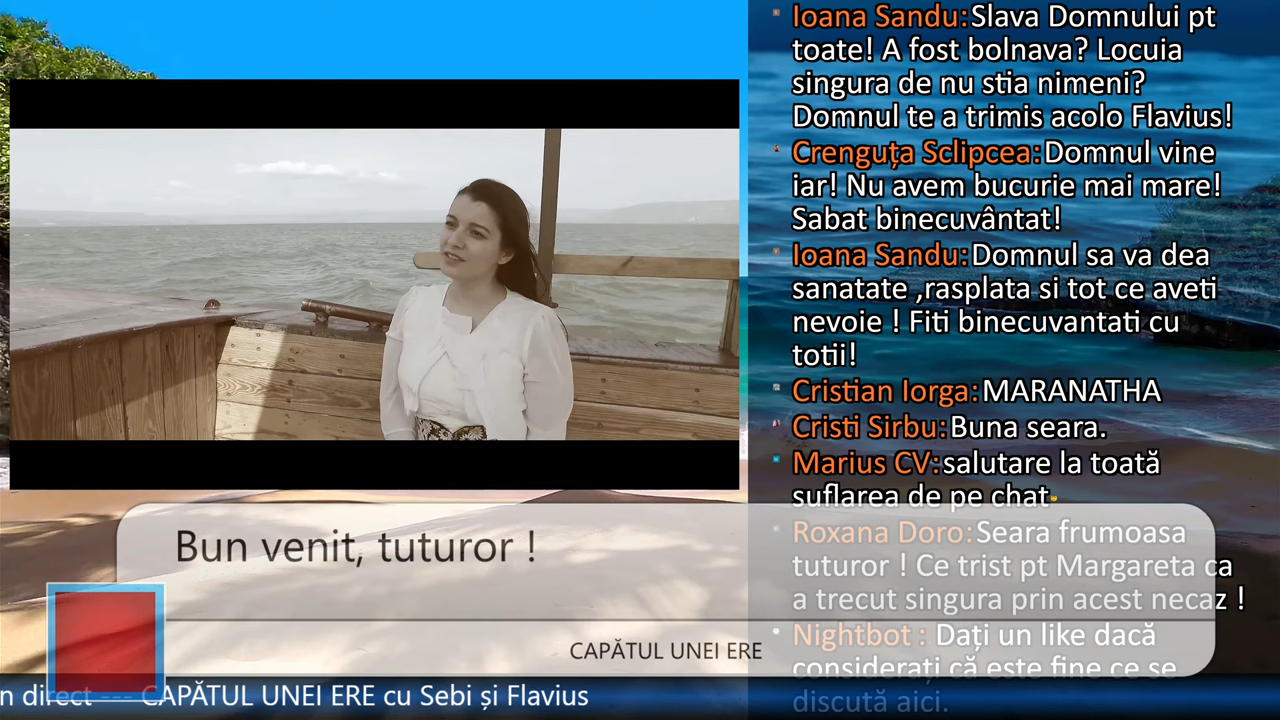 Ioana Sandu: Slava Domnului pt
toate! A fost bolnava? Locuia
singura de nu stia nimeni?
Domnul te a trimis acolo Flavius!
Crenguța Sclipcea: Domnul vine
iar! Nu avem bucurie mai mare!
Sabat binecuvântat!
Ioana Sandu: Domnul sa va dea
sanatate ,rasplata si tot ce aveti
nevoie ! Fiti binecuvantati cu
totii!
Cristian Iorga: MARANATHA
Cristi Sirbu: Buna seara.
Marius CV: salutare la toată
suflarea de pe chat
Roxana Doro: Seara frumoasa
tuturor ! Ce trist pt Margareta ca
a trecut singura prin acest necaz !
Nightbot : Dați un like dacă
considerați că este fine ce se
discută aici.
Bun venit, tuturor !
CAPĂTUL UNEI ERE
n direct --- CAPĂTUL UNEI ERE cu Sebi și Flavius